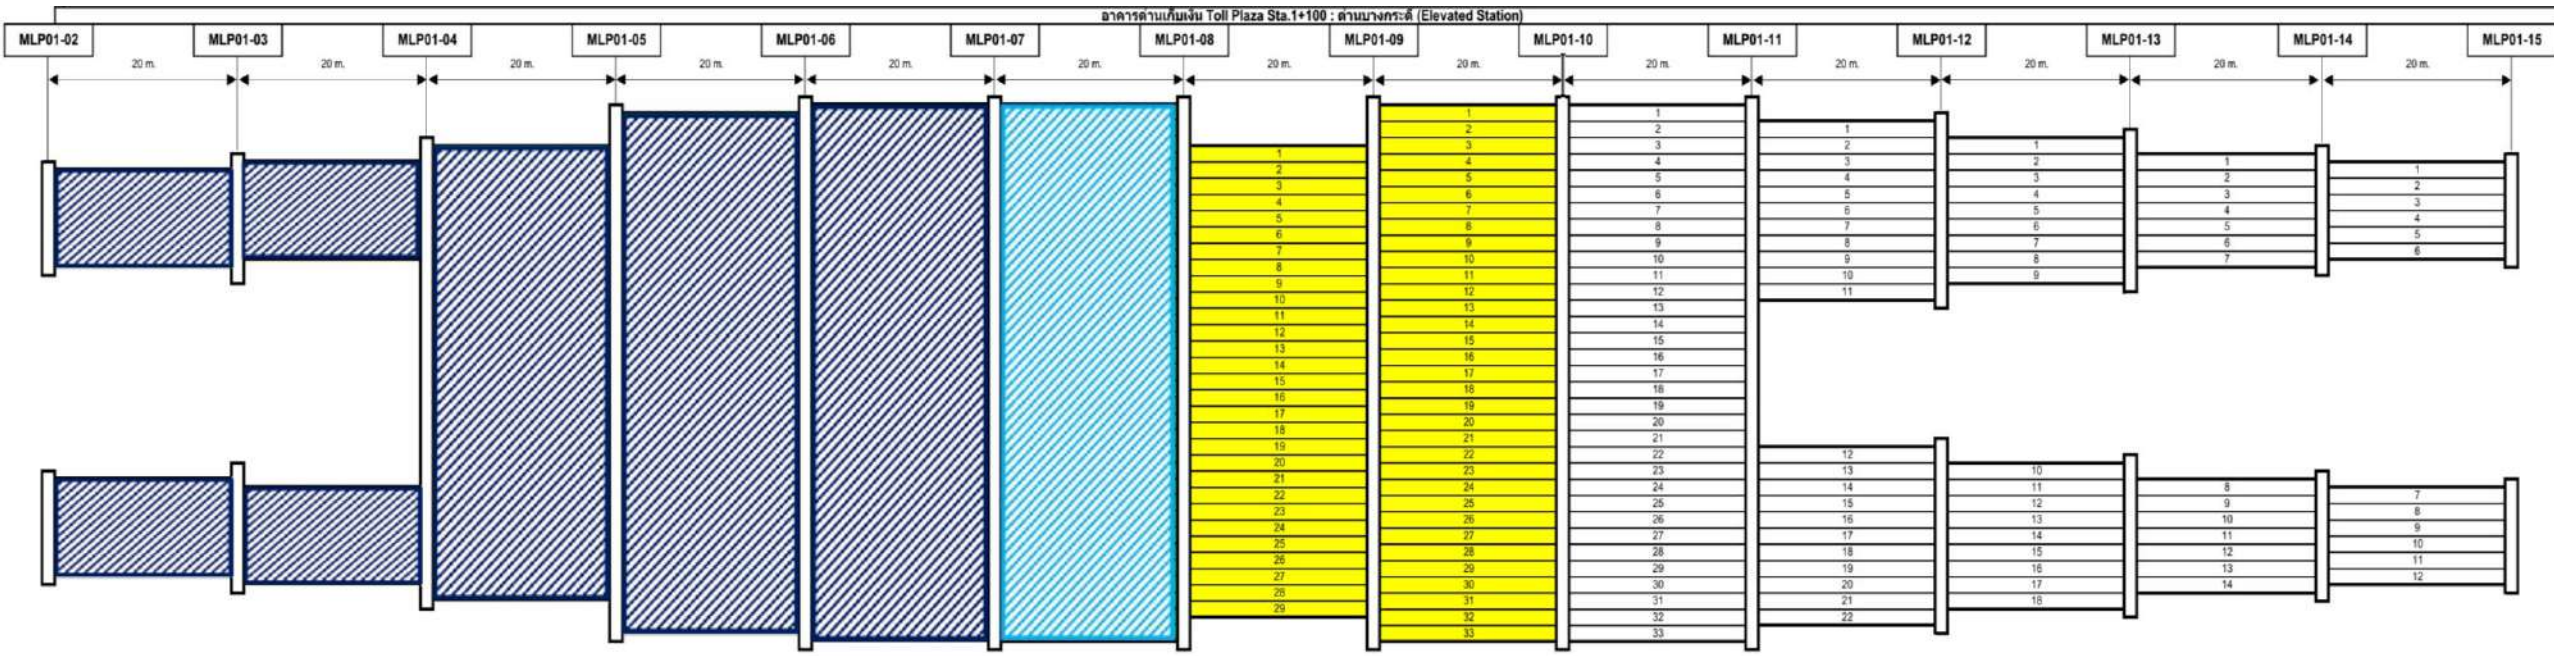 อาคารด่านเก็บเงิน Toll Plaza Sta.1+100 : ด่านบางกระดี่ (Elevated Station)
MLP01-02 MLP01-03 MLP01-04 MLP01-05 MLP01-06 MLP01-07 MLP01-08 MLP01-09 MLP01-10 MLP01-11 MLP01-12 MLP01-13 MLP01-14 MLP01-15
20 m. 20 m. 20 m. 20 m. 20 m. 20 m. 20 m. 20 m. 20 m. 20 m. 20 m. 20 m. 20 m.
1 1
2 2 1
3 3 2 1
1 4 4 3 2 1
2 5 5 4 3 2 1
3 6 6 5 4 3 2
4 7 7 6 5 4 3
5 8 8 7 6 5 4
6 9 9 8 7 6 5
7 10 10 9 8 7 6
8 11 11 10 9
9 12 12 11
10 13 13
11 14 14
12 15 15
13 16 16
14 17 17
15 18 18
16 19 19
17 20 20
18 21 21
19 22 22 12
20 23 23 13 10
21 24 24 14 11 8 7
22 25 25 15 12 9 8
23 26 26 16 13 10 9
24 27 27 17 14 11 10
25 28 28 18 15 12 11
26 29 29 19 16 13 12
27 30 30 20 17 14
28 31 31 21 18
29 32 32 22
33 33